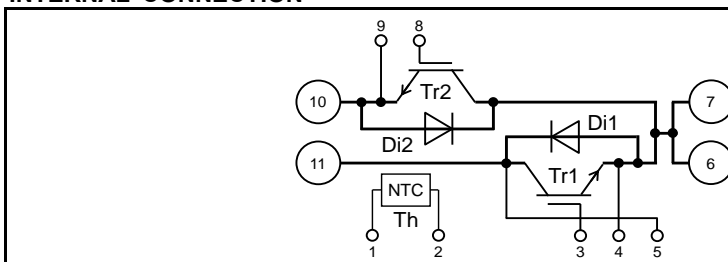 INTERNAL CONNECTION
9 8
10 Tr2 7
Di2 Di1
11 Tr1 6
NTC
Th
1 2 3 4 5